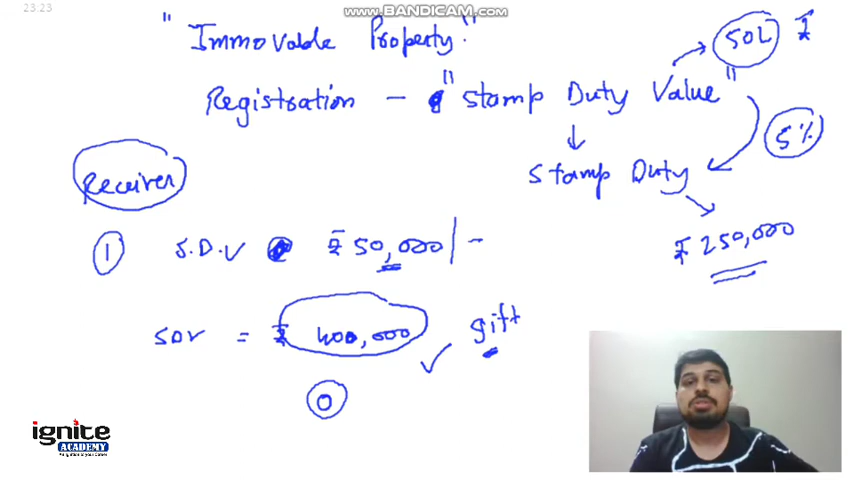 23:23
www.BANDICAM.com
"Immovable Property."
50L ₹
Registration - "Stamp Duty Value"
5%
Stamp Duty
Receiver
₹ 250,000
① S.D.V ₹ 50,000/-
SDV = ₹ 400,000 gift
0
ignite
ACADEMY